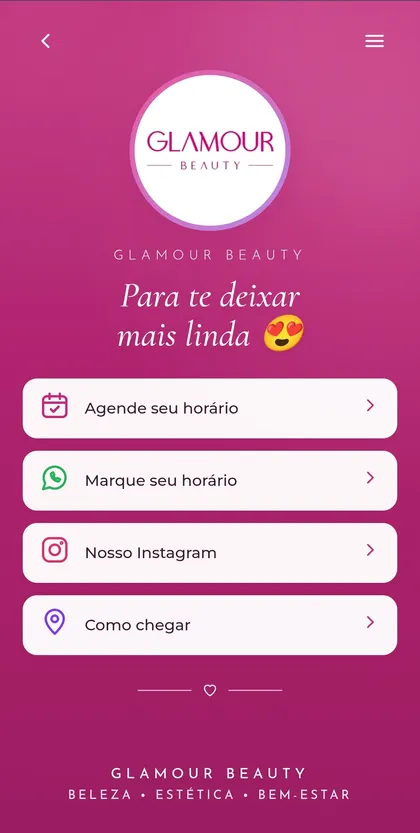 GLAMOUR
BEAUTY
GLAMOUR BEAUTY
Para te deixar
mais linda 😍
Agende seu horário
Marque seu horário
Nosso Instagram
Como chegar
GLAMOUR BEAUTY
BELEZA • ESTÉTICA • BEM-ESTAR